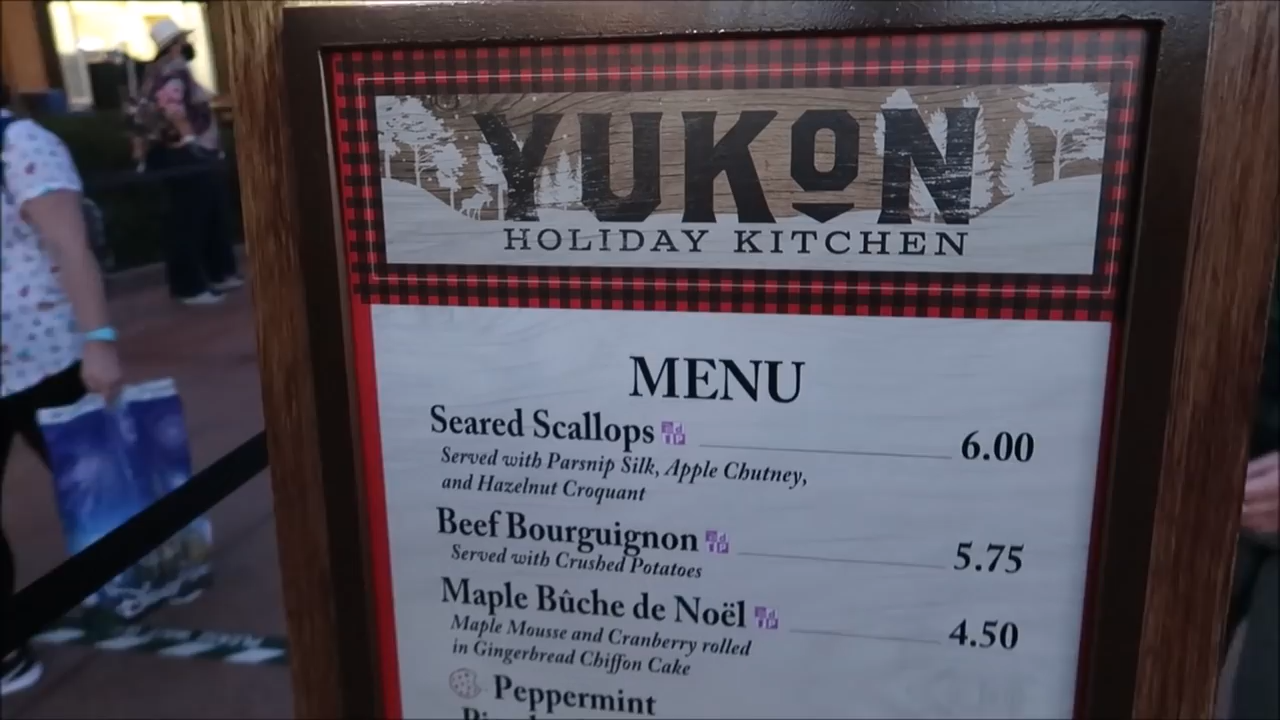 YUKON
HOLIDAY KITCHEN
MENU
Seared Scallops 6.00
Served with Parsnip Silk, Apple Chutney,
and Hazelnut Croquant
Beef Bourguignon 5.75
Served with Crushed Potatoes
Maple Bûche de Noël 4.50
Maple Mousse and Cranberry rolled
in Gingerbread Chiffon Cake
Peppermint